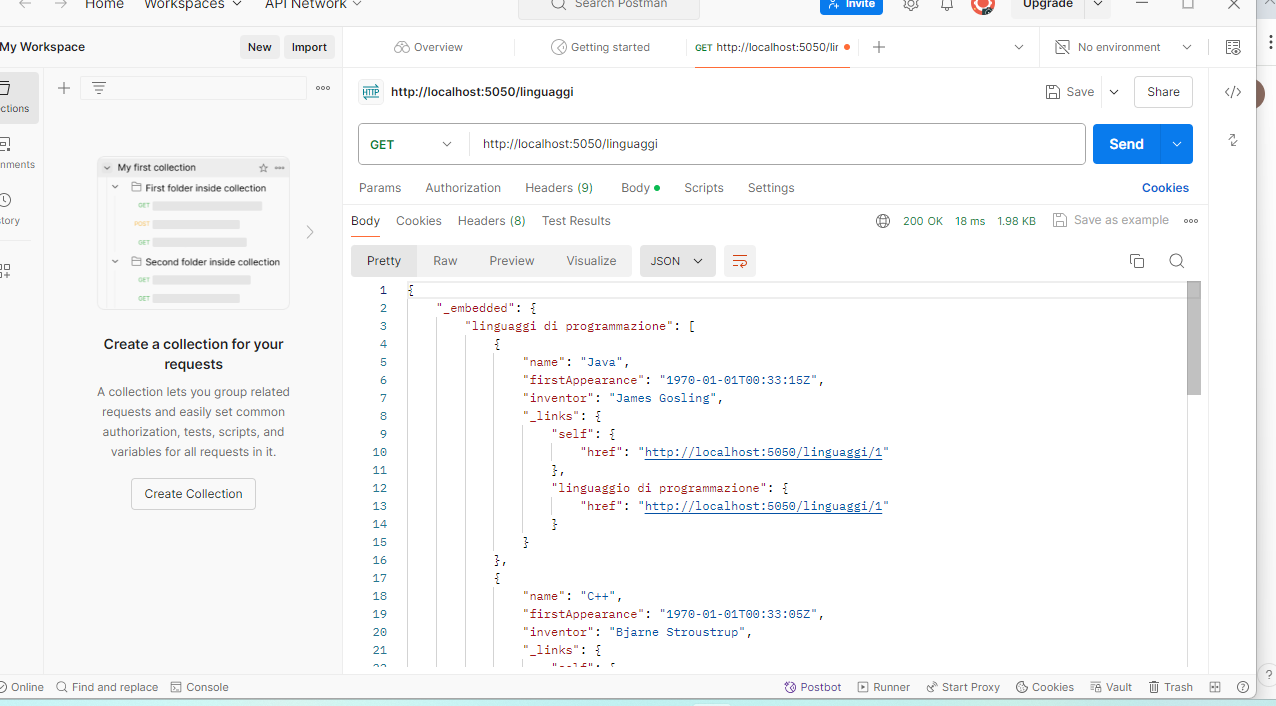 Home Workspaces API Network Search Postman Invite Upgrade
My Workspace New Import Overview Getting started GET http://localhost:5050/lin No environment
http://localhost:5050/linguaggi Save Share
ctions
GET http://localhost:5050/linguaggi Send
nments
Params Authorization Headers (9) Body Scripts Settings Cookies
story
Body Cookies Headers (8) Test Results 200 OK 18 ms 1.98 KB Save as example
Pretty Raw Preview Visualize JSON
My first collection
First folder inside collection
GET
POST
GET
Second folder inside collection
GET
GET
Create a collection for your
requests
A collection lets you group related
requests and easily set common
authorization, tests, scripts, and
variables for all requests in it.
Create Collection
1 {
2 "_embedded": {
3 "linguaggi di programmazione": [
4 {
5 "name": "Java",
6 "firstAppearance": "1970-01-01T00:33:15Z",
7 "inventor": "James Gosling",
8 "_links": {
9 "self": {
10 "href": "http://localhost:5050/linguaggi/1"
11 },
12 "linguaggio di programmazione": {
13 "href": "http://localhost:5050/linguaggi/1"
14 }
15 }
16 },
17 {
18 "name": "C++",
19 "firstAppearance": "1970-01-01T00:33:05Z",
20 "inventor": "Bjarne Stroustrup",
21 "_links": {
22 "self": {
Online Find and replace Console Postbot Runner Start Proxy Cookies Vault Trash